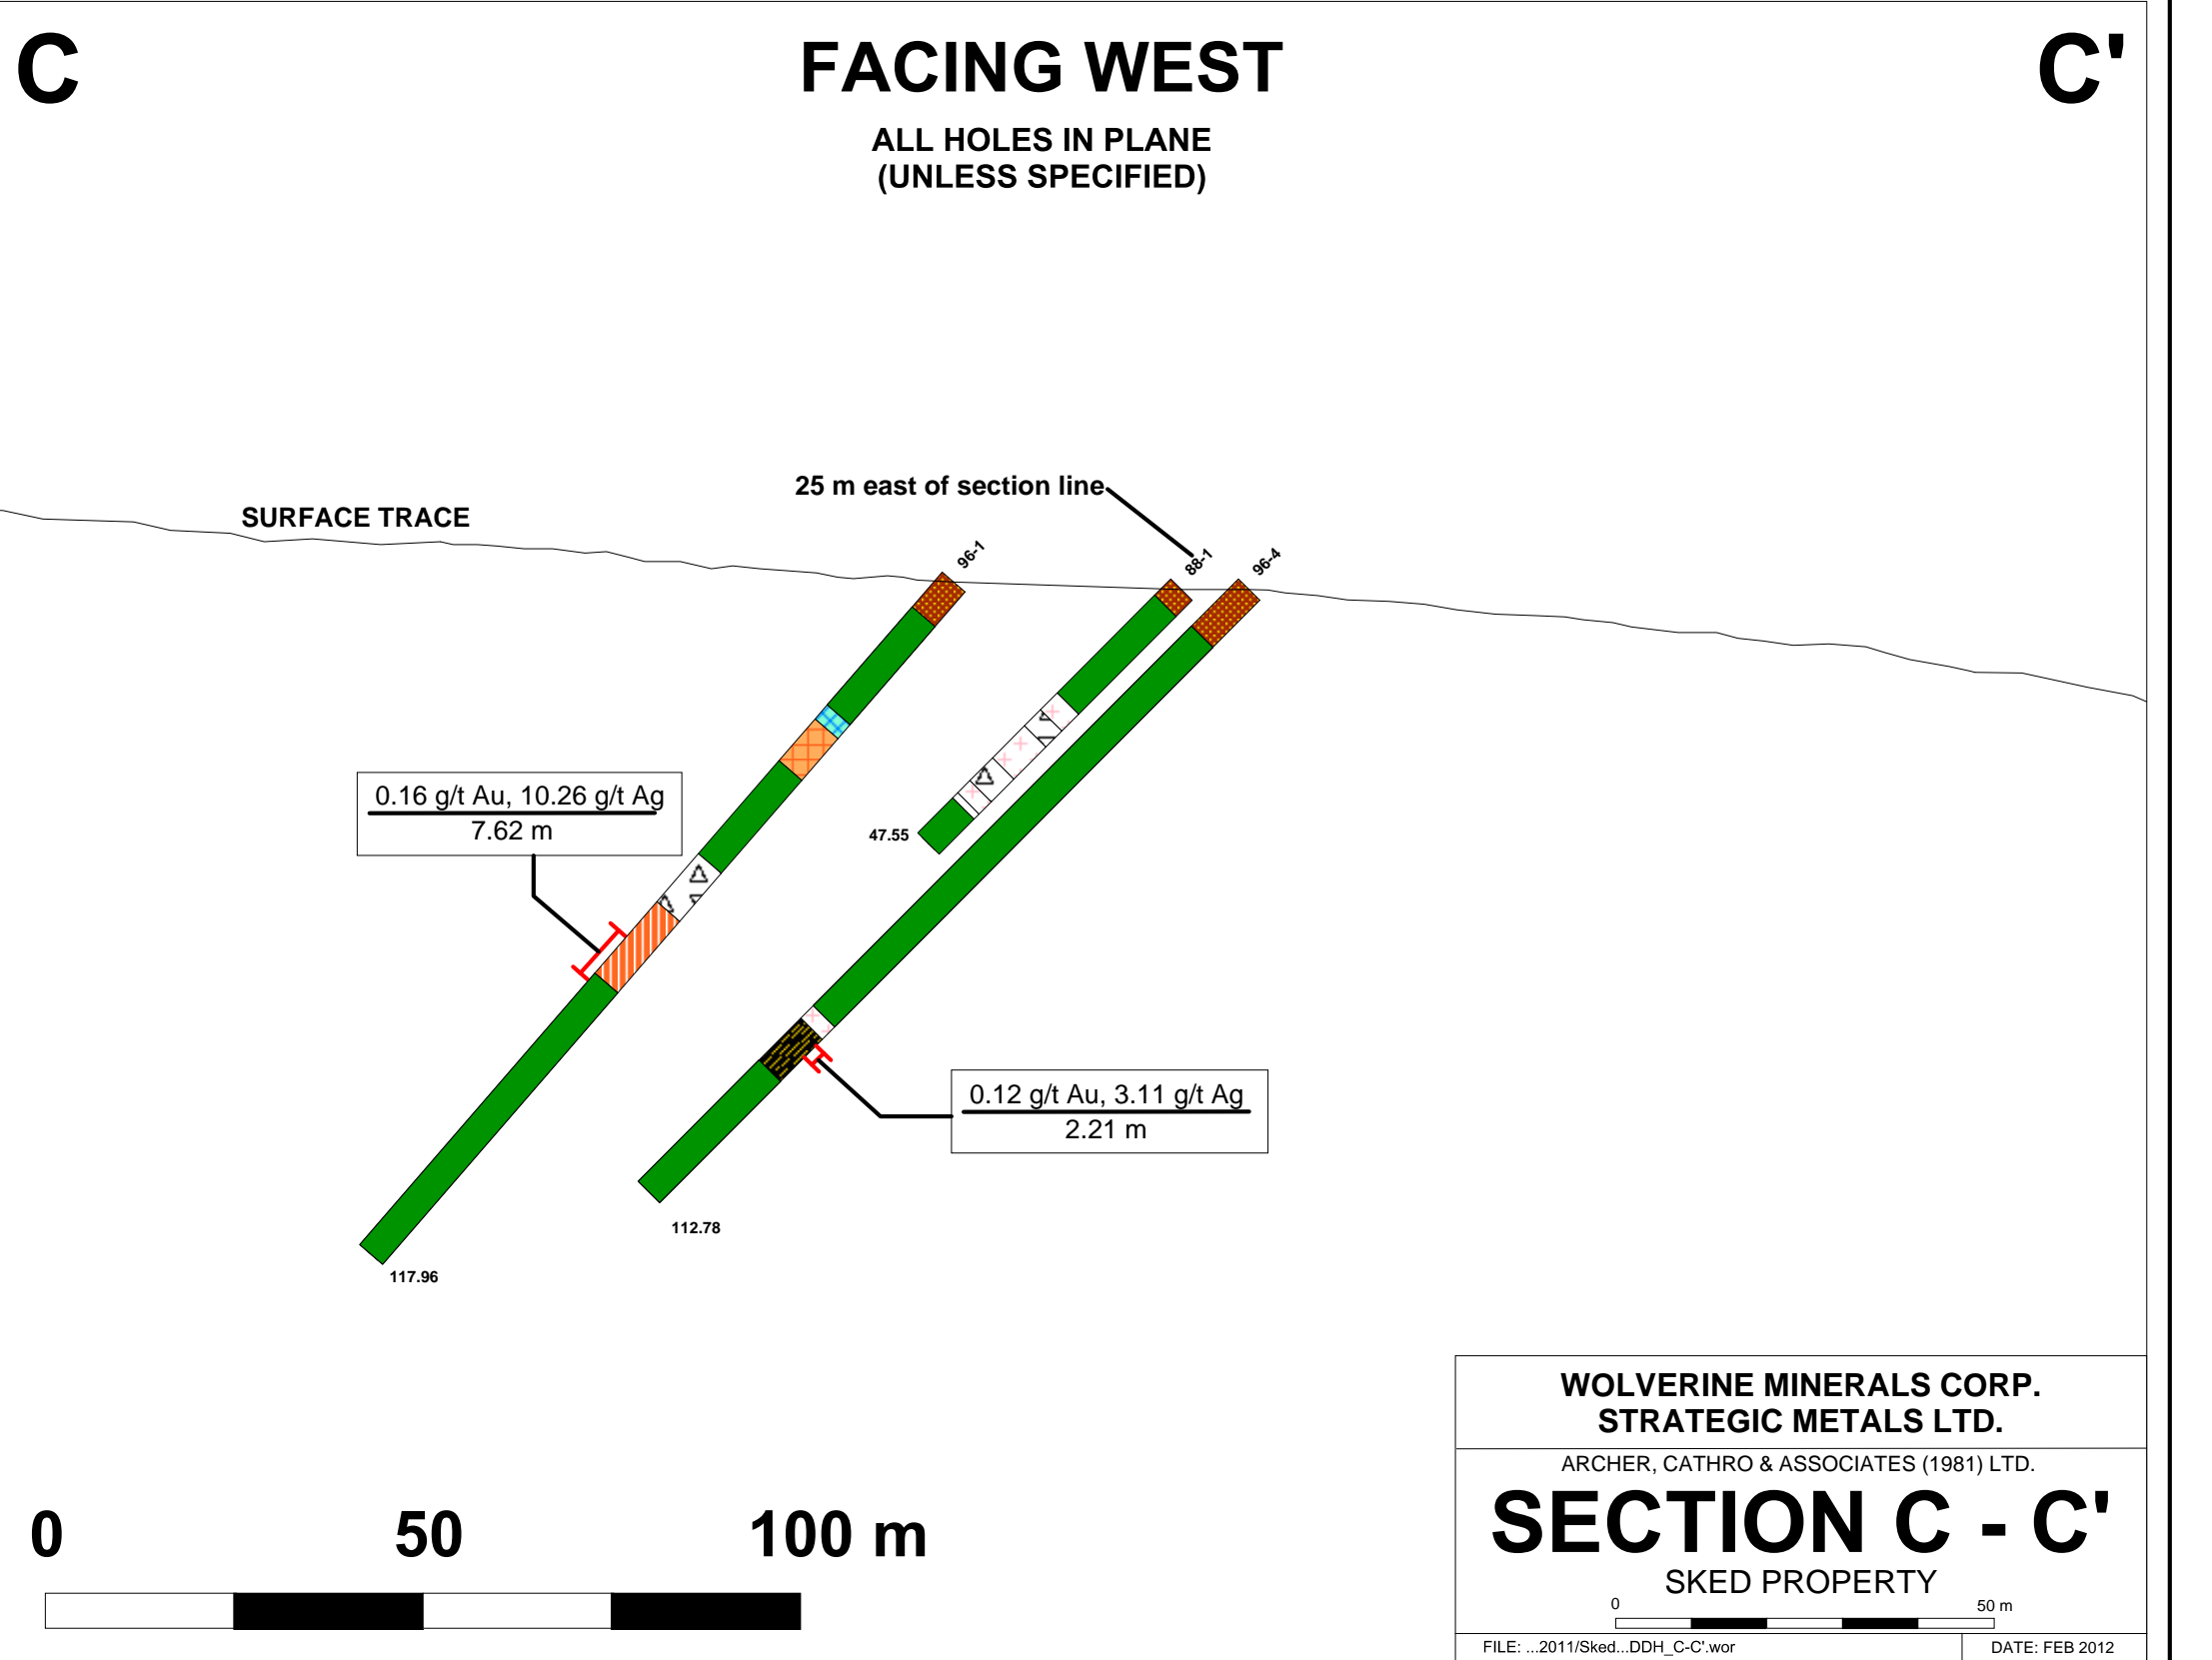 C
FACING WEST
C'
ALL HOLES IN PLANE
(UNLESS SPECIFIED)
25 m east of section line
SURFACE TRACE
96-1
88-1
96-4
0.16 g/t Au, 10.26 g/t Ag
7.62 m
47.55
0.12 g/t Au, 3.11 g/t Ag
2.21 m
112.78
117.96
WOLVERINE MINERALS CORP.
STRATEGIC METALS LTD.
ARCHER, CATHRO & ASSOCIATES (1981) LTD.
SECTION C - C'
SKED PROPERTY
0 50 m
FILE: ...2011/Sked...DDH_C-C'.wor
DATE: FEB 2012
0 50 100 m